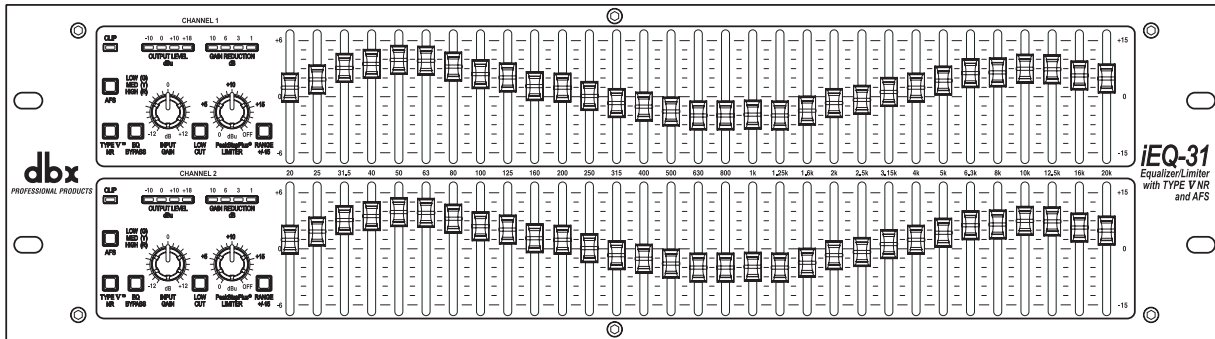 CHANNEL 1
CLIP
-10 0 +10 +18
OUTPUT LEVEL
dBu
10 6 3 1
GAIN REDUCTION
dB
LOW (G)
MED (Y)
HIGH (R)
AFS
0
-12 dB +12
INPUT
GAIN
+10
+5 +15
0 dBu OFF
PeakStopPlus®
LIMITER
TYPE V™
NR
EQ
BYPASS
LOW
CUT
RANGE
+/-15
+6
0
-6
+15
0
-15
dbx
PROFESSIONAL PRODUCTS
iEQ-31
Equalizer/Limiter
with TYPE V NR
and AFS
20 25 31.5 40 50 63 80 100 125 160 200 250 315 400 500 630 800 1k 1.25k 1.6k 2k 2.5k 3.15k 4k 5k 6.3k 8k 10k 12.5k 16k 20k
CHANNEL 2
CLIP
-10 0 +10 +18
OUTPUT LEVEL
dBu
10 6 3 1
GAIN REDUCTION
dB
LOW (G)
MED (Y)
HIGH (R)
AFS
0
-12 dB +12
INPUT
GAIN
+10
+5 +15
0 dBu OFF
PeakStopPlus®
LIMITER
TYPE V™
NR
EQ
BYPASS
LOW
CUT
RANGE
+/-15
+6
0
-6
+15
0
-15